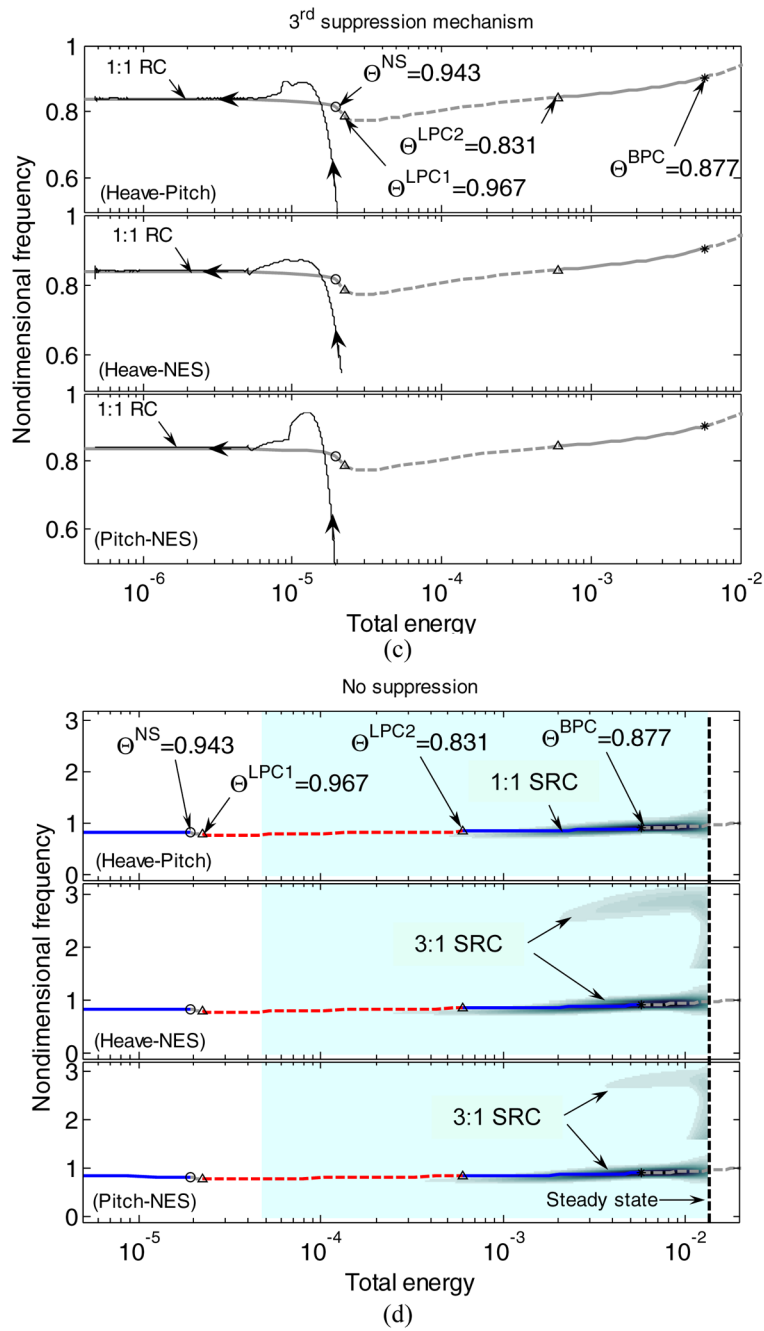 3rd suppression mechanism
1
1:1 RC
Θ^NS=0.943
0.8
Θ^LPC2=0.831
Θ^BPC=0.877
Θ^LPC1=0.967
0.6
(Heave-Pitch)
1
1:1 RC
0.8
0.6
(Heave-NES)
1
1:1 RC
0.8
0.6
(Pitch-NES)
Nondimensional frequency
10^-6 10^-5 10^-4 10^-3 10^-2
Total energy
(c)
No suppression
3
Θ^NS=0.943
Θ^LPC2=0.831
Θ^BPC=0.877
2
Θ^LPC1=0.967
1:1 SRC
1
(Heave-Pitch)
0
3
3:1 SRC
2
1
(Heave-NES)
0
3
3:1 SRC
2
1
(Pitch-NES)
Steady state
0
Nondimensional frequency
10^-5 10^-4 10^-3 10^-2
Total energy
(d)